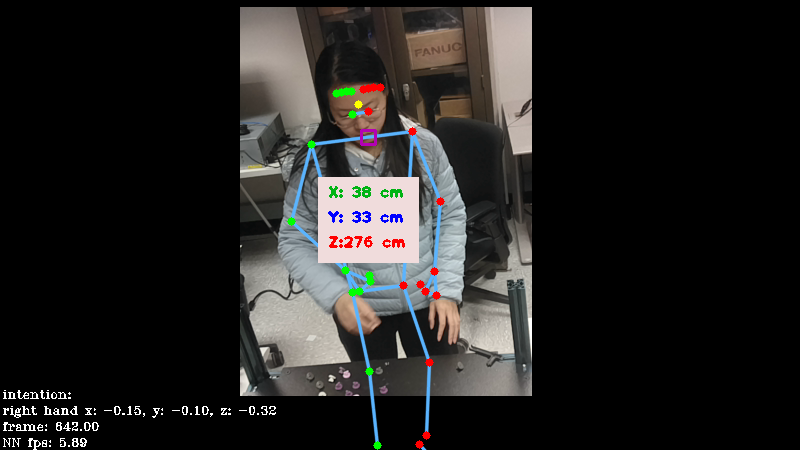 FANUC
X: 38 cm
Y: 33 cm
Z:276 cm
intention:
right hand x: −0.15, y: −0.10, z: −0.32
frame: 642.00
NN fps: 5.89